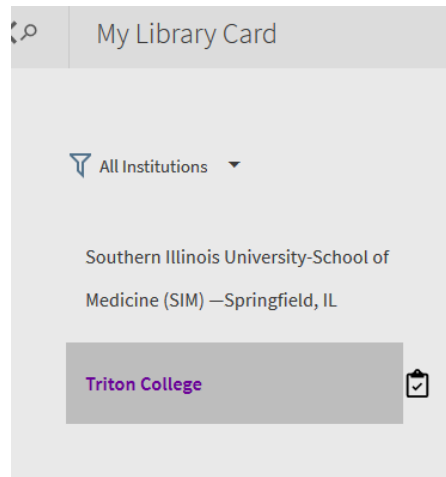 My Library Card
All Institutions
Southern Illinois University-School of
Medicine (SIM) —Springfield, IL
Triton College